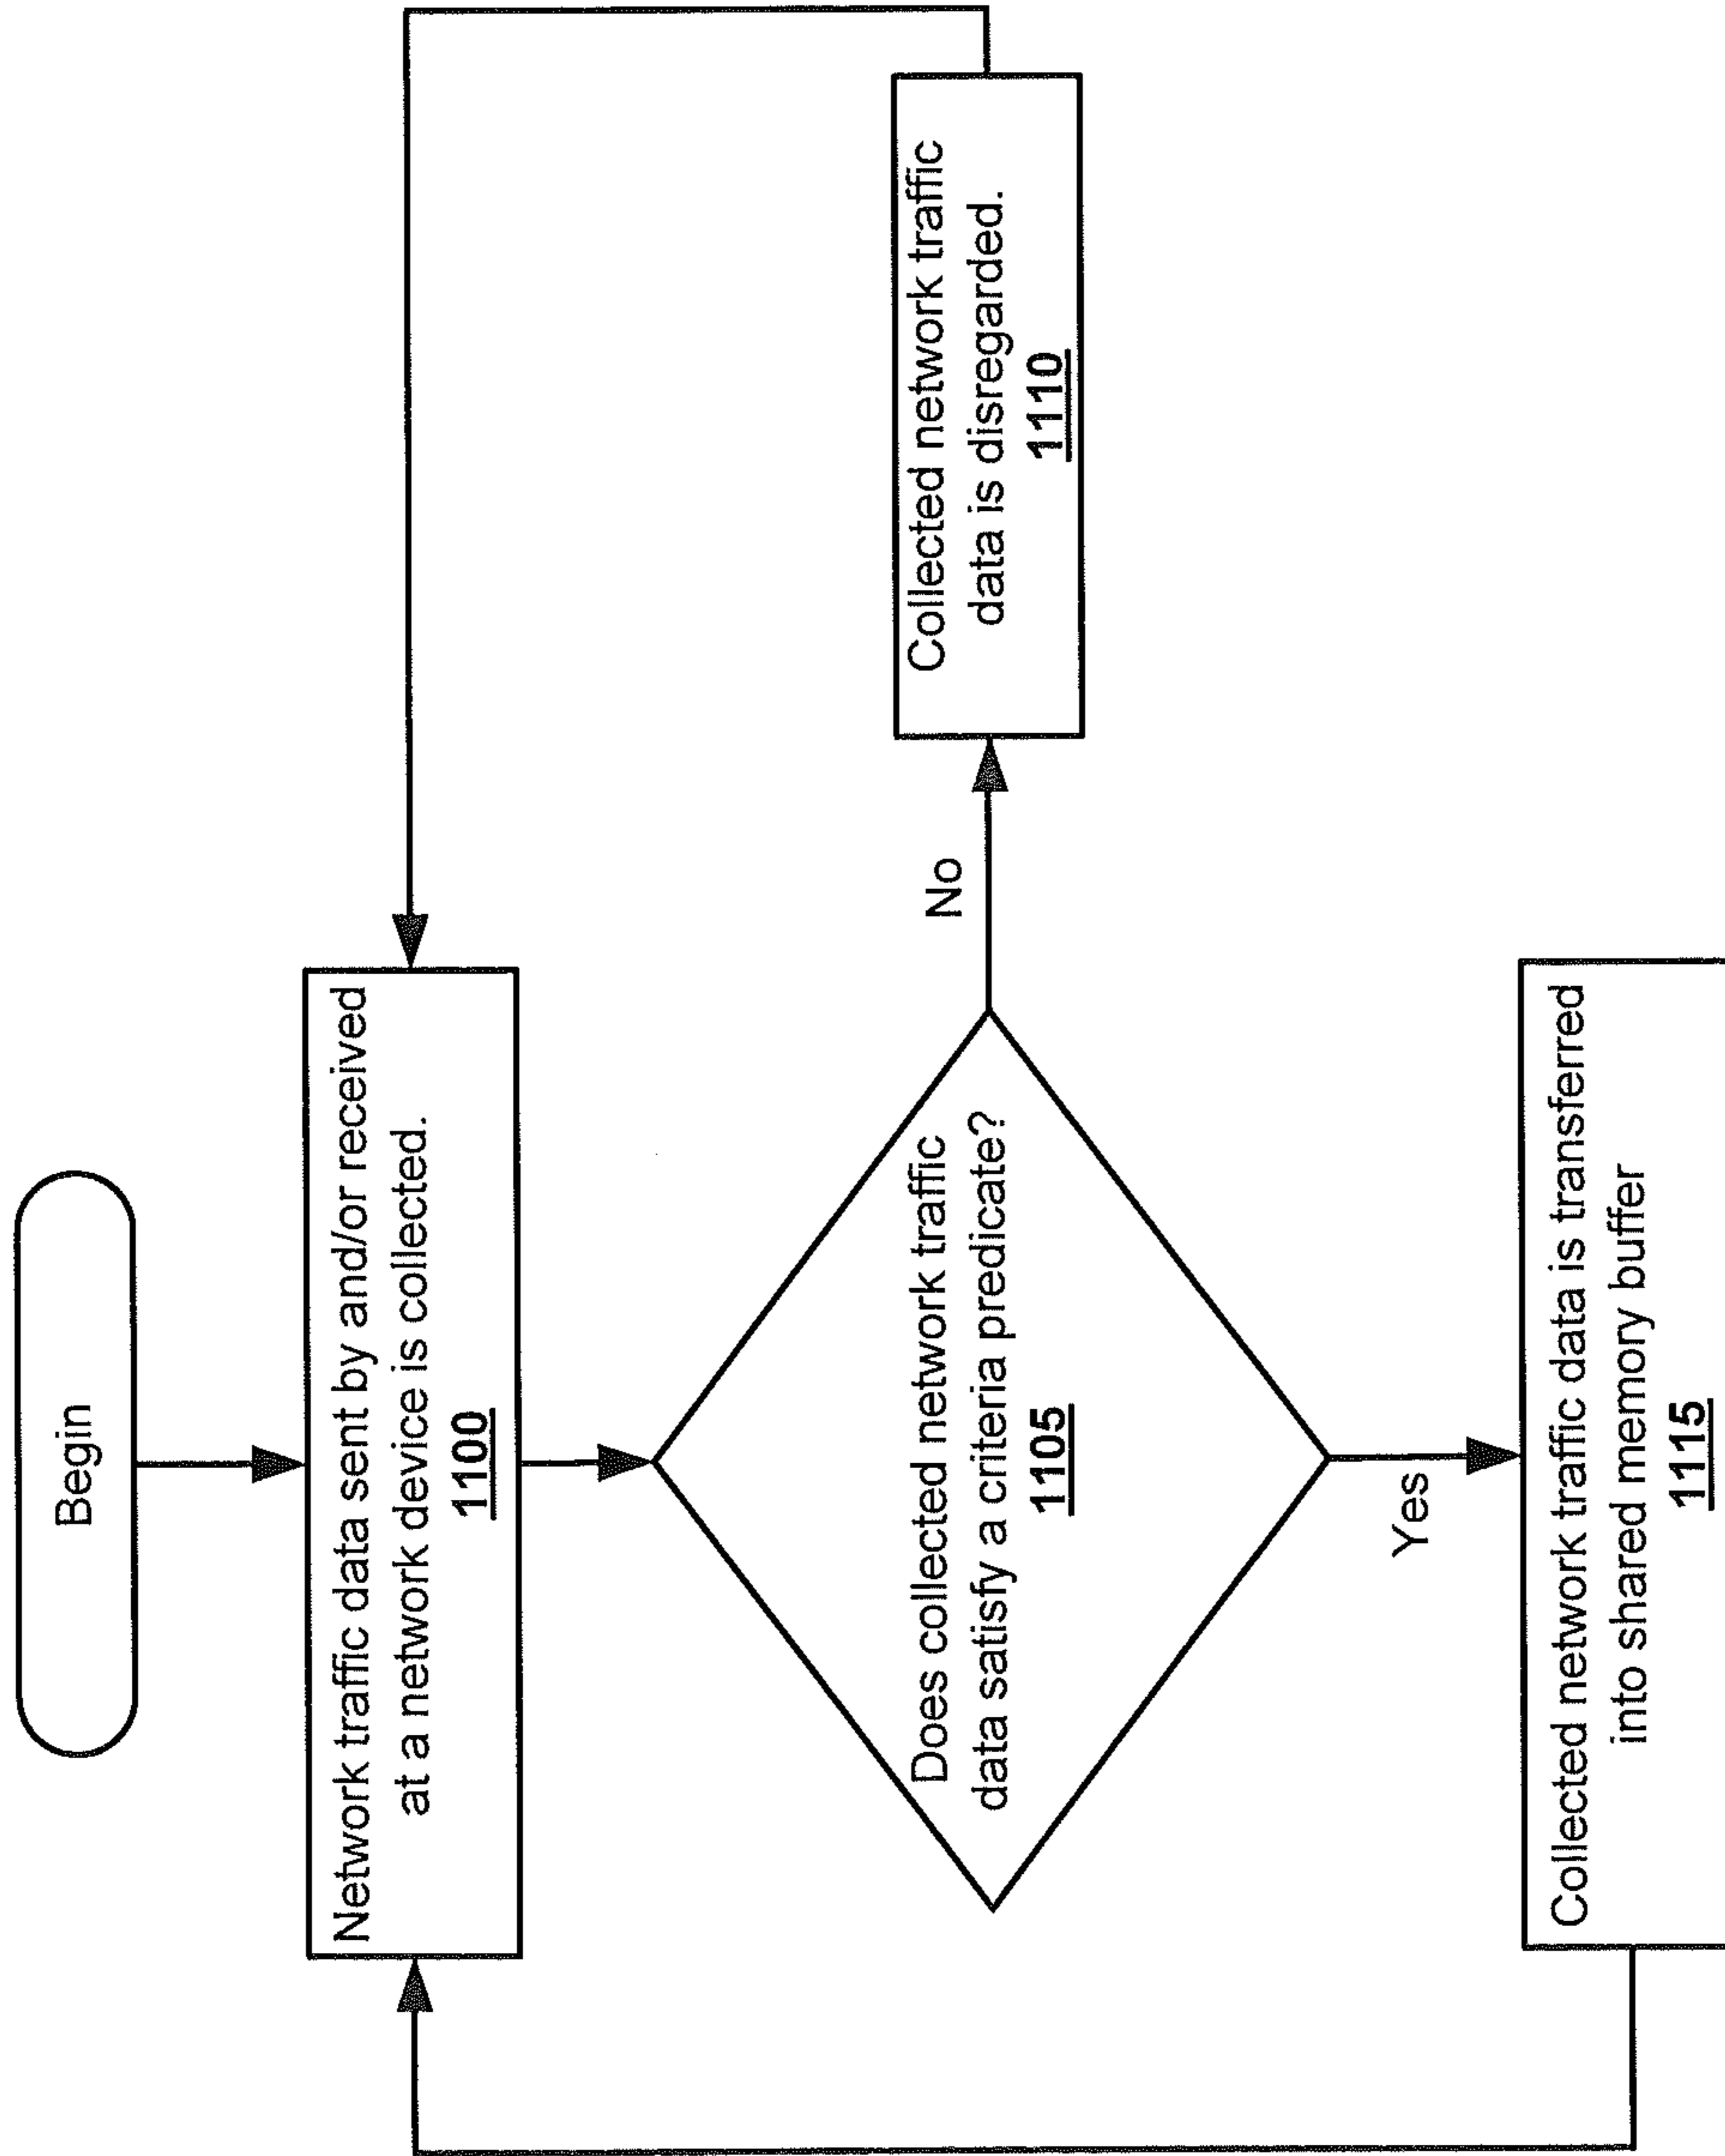 Begin
Network traffic data sent by and/or received
at a network device is collected.
1100
Does collected network traffic
data satisfy a criteria predicate?
1105
No
Collected network traffic
data is disregarded.
1110
Yes
Collected network traffic data is transferred
into shared memory buffer
1115